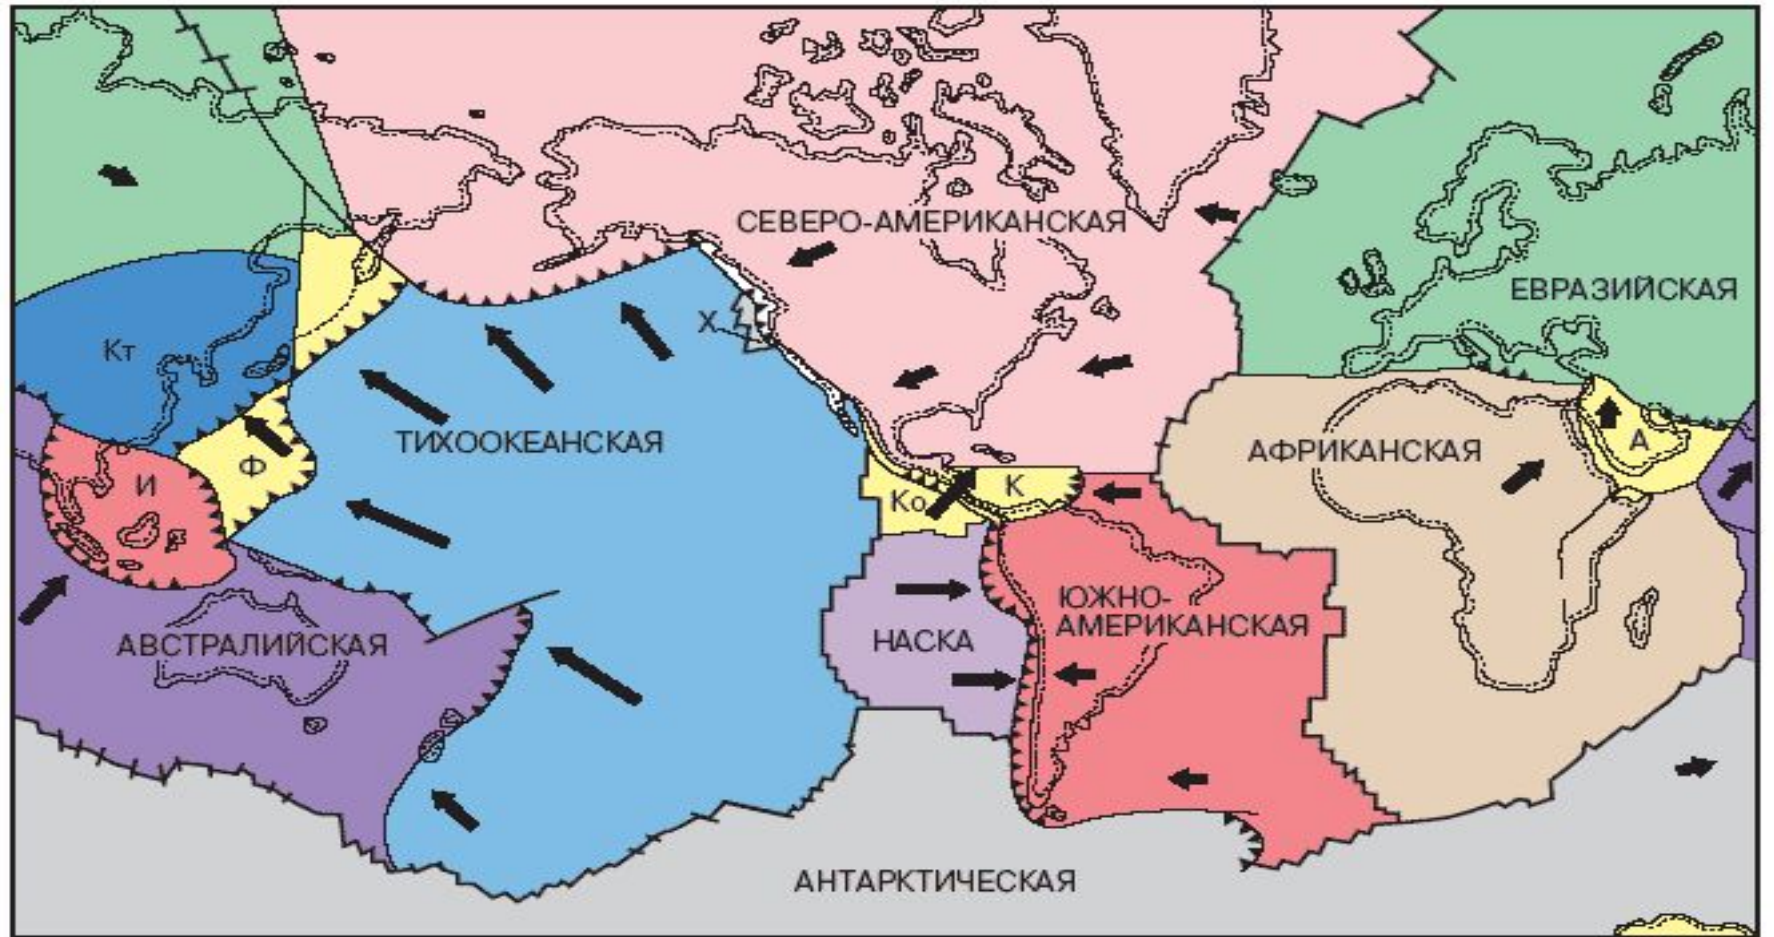 СЕВЕРО-АМЕРИКАНСКАЯ
ЕВРАЗИЙСКАЯ
Х
Кт
ТИХООКЕАНСКАЯ
АФРИКАНСКАЯ
А
Ф
И
К
Ко
ЮЖНО-
АМЕРИКАНСКАЯ
НАСКА
АВСТРАЛИЙСКАЯ
АНТАРКТИЧЕСКАЯ